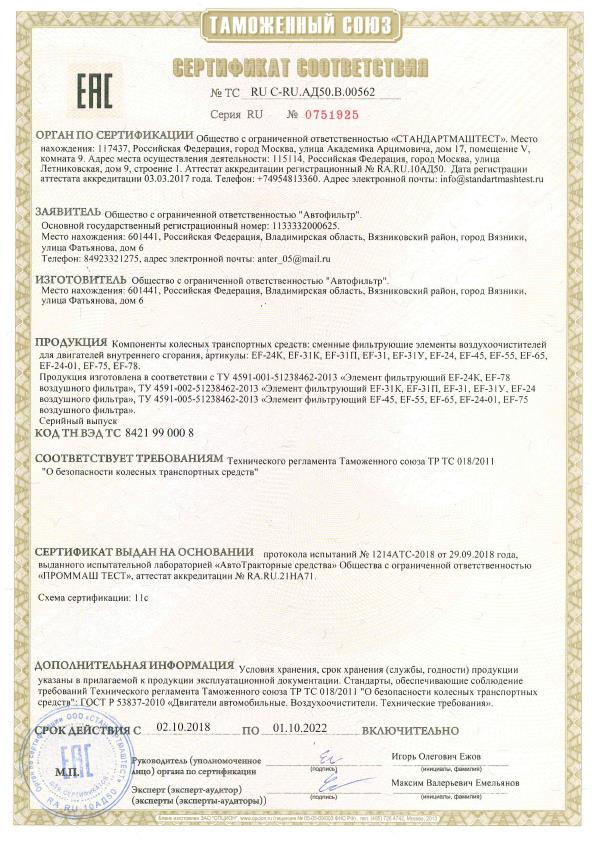 ТАМОЖЕННЫЙ СОЮЗ
ЕАС
СЕРТИФИКАТ СООТВЕТСТВИЯ
№ ТС RU C-RU.АД50.В.00562
Серия RU № 0751925
ОРГАН ПО СЕРТИФИКАЦИИ Общество с ограниченной ответственностью «СТАНДАРТМАШТЕСТ». Место
нахождения: 117437, Российская Федерация, город Москва, улица Академика Арцимовича, дом 17, помещение V,
комната 9. Адрес места осуществления деятельности: 115114, Российская Федерация, город Москва, улица
Летниковская, дом 9, строение 1. Аттестат аккредитации регистрационный № RA.RU.10АД50. Дата регистрации
аттестата аккредитации 03.03.2017 года. Телефон: +74954813360. Адрес электронной почты: info@standartmashtest.ru
ЗАЯВИТЕЛЬ Общество с ограниченной ответственностью "Автофильтр".
Основной государственный регистрационный номер: 1133332000625.
Место нахождения: 601441, Российская Федерация, Владимирская область, Вязниковский район, город Вязники,
улица Фатьянова, дом 6
Телефон: 84923321275, адрес электронной почты: anter_05@mail.ru
ИЗГОТОВИТЕЛЬ Общество с ограниченной ответственностью "Автофильтр".
Место нахождения: 601441, Российская Федерация, Владимирская область, Вязниковский район, город Вязники,
улица Фатьянова, дом 6
ПРОДУКЦИЯ Компоненты колесных транспортных средств: сменные фильтрующие элементы воздухоочистителей
для двигателей внутреннего сгорания, артикулы: EF-24К, EF-31К, EF-31П, EF-31, EF-31У, EF-24, EF-45, EF-55, EF-65,
EF-24-01, EF-75, EF-78.
Продукция изготовлена в соответствии с ТУ 4591-001-51238462-2013 «Элемент фильтрующий EF-24К, EF-78
воздушного фильтра», ТУ 4591-002-51238462-2013 «Элемент фильтрующий EF-31К, EF-31П, EF-31, EF-31У, EF-24
воздушного фильтра», ТУ 4591-005-51238462-2013 «Элемент фильтрующий EF-45, EF-55, EF-65, EF-24-01, EF-75
воздушного фильтра».
Серийный выпуск
КОД ТН ВЭД ТС 8421 99 000 8
СООТВЕТСТВУЕТ ТРЕБОВАНИЯМ Технического регламента Таможенного союза ТР ТС 018/2011
"О безопасности колесных транспортных средств"
СЕРТИФИКАТ ВЫДАН НА ОСНОВАНИИ протокола испытаний № 1214АТС-2018 от 29.09.2018 года,
выданного испытательной лабораторией «АвтоТракторные средства» Общества с ограниченной ответственностью
«ПРОММАШ ТЕСТ», аттестат аккредитации № RA.RU.21НА71.
Схема сертификации: 11с
ДОПОЛНИТЕЛЬНАЯ ИНФОРМАЦИЯ Условия хранения, срок хранения (службы, годности) продукции
указаны в прилагаемой к продукции эксплуатационной документации. Стандарты, обеспечивающие соблюдение
требований Технического регламента Таможенного союза ТР ТС 018/2011 "О безопасности колесных транспортных
средств": ГОСТ Р 53837-2010 «Двигатели автомобильные. Воздухоочистители. Технические требования».
СРОК ДЕЙСТВИЯ С 02.10.2018 ПО 01.10.2022 ВКЛЮЧИТЕЛЬНО
М.П.
Руководитель (уполномоченное
лицо) органа по сертификации
(подпись)
Игорь Олегович Ежов
(инициалы, фамилия)
Эксперт (эксперт-аудитор)
(эксперты (эксперты-аудиторы))
(подпись)
Максим Валерьевич Емельянов
(инициалы, фамилия)
ООО «СТАНДАРТМАШТЕСТ»
ЕАС
RA.RU.10АД50